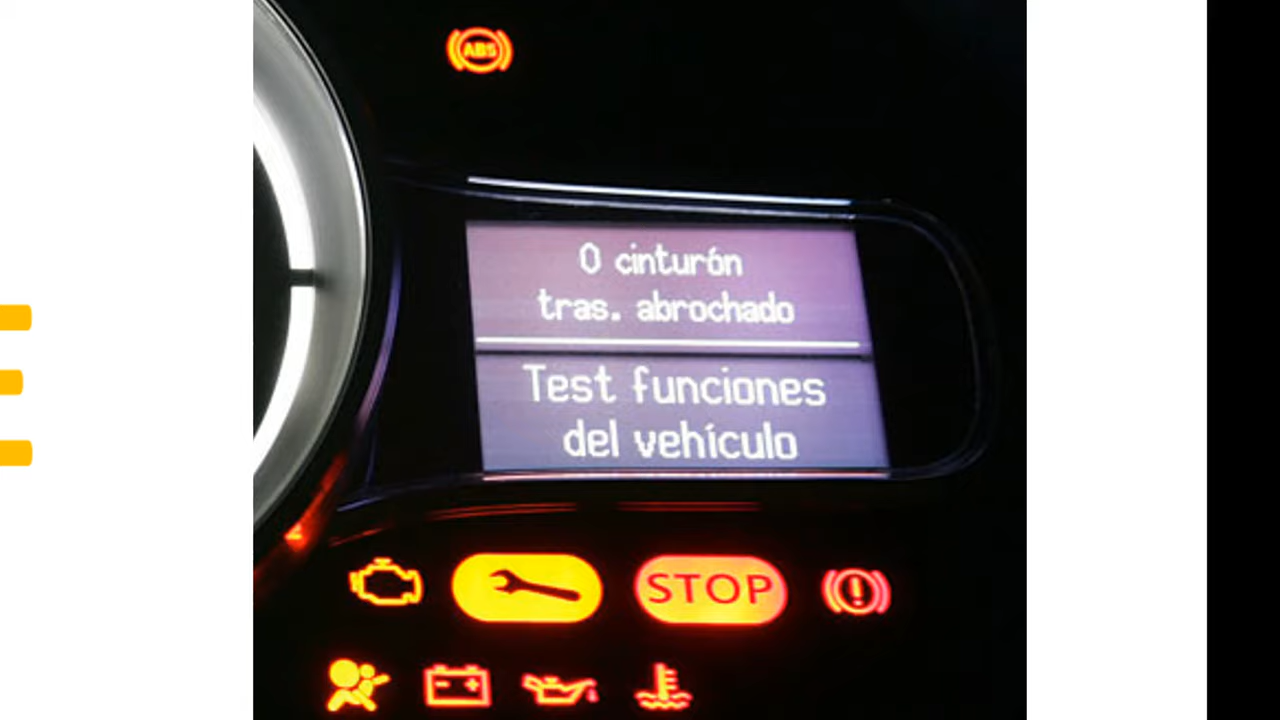 ABS
0 cinturón
tras. abrochado
Test funciones
del vehículo
STOP